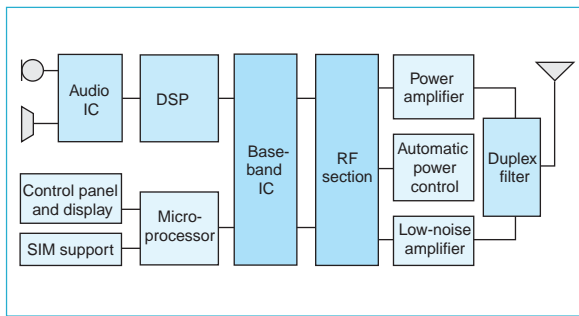 Audio
IC
DSP
Control panel
and display
SIM support
Micro-
processor
Base-
band
IC
RF
section
Power
amplifier
Automatic
power
control
Low-noise
amplifier
Duplex
filter